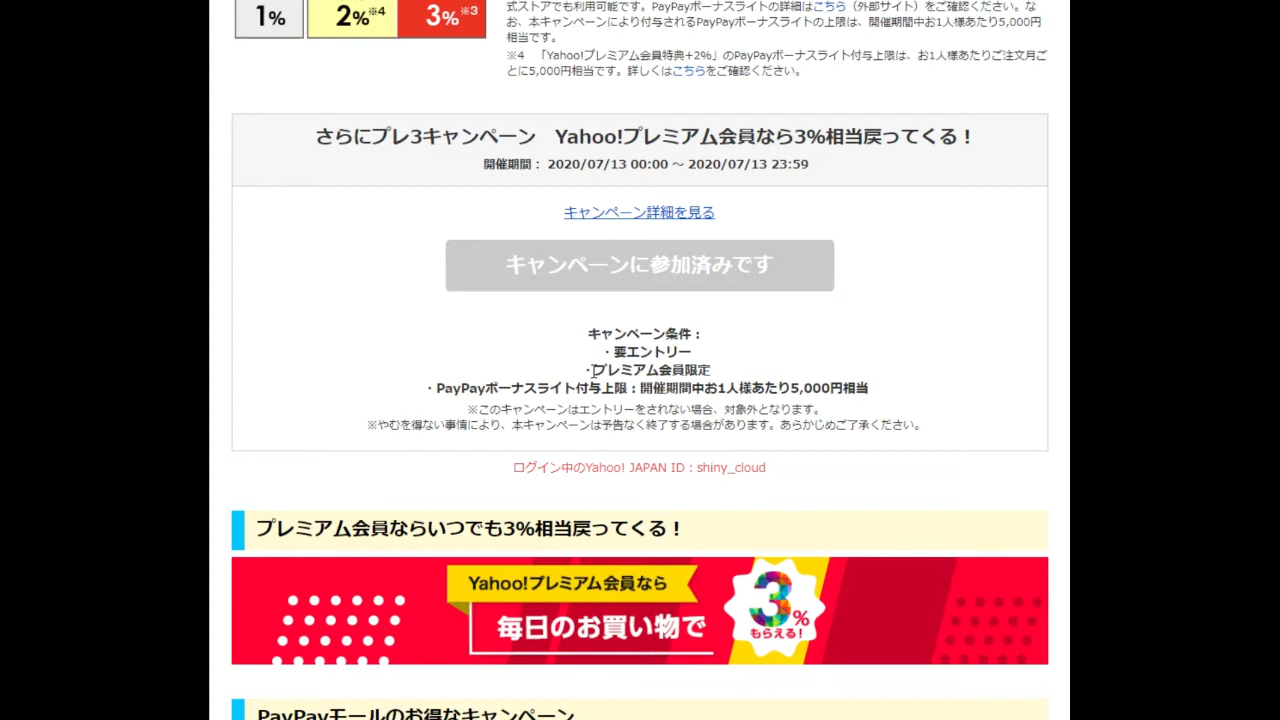 式ストアでも利用可能です。PayPayボーナスライトの詳細はこちら（外部サイト）をご確認ください。な
お、本キャンペーンにより付与されるPayPayボーナスライトの上限は、開催期間中お1人様あたり5,000円
相当です。
※4　「Yahoo!プレミアム会員特典+2%」のPayPayボーナスライト付与上限は、お1人様あたりご注文月ご
とに5,000円相当です。詳しくはこちらをご確認ください。
1%
2%※4
3%※3
さらにプレ3キャンペーン　Yahoo!プレミアム会員なら3%相当戻ってくる！
開催期間： 2020/07/13 00:00 ～ 2020/07/13 23:59
キャンペーン詳細を見る
キャンペーンに参加済みです
キャンペーン条件：
・要エントリー
・プレミアム会員限定
・PayPayボーナスライト付与上限：開催期間中お1人様あたり5,000円相当
※このキャンペーンはエントリーをされない場合、対象外となります。
※やむを得ない事情により、本キャンペーンは予告なく終了する場合があります。あらかじめご了承ください。
ログイン中のYahoo! JAPAN ID：shiny_cloud
プレミアム会員ならいつでも3%相当戻ってくる！
Yahoo!プレミアム会員なら
毎日のお買い物で
3%
もらえる！
PayPayモールのお得なキャンペーン